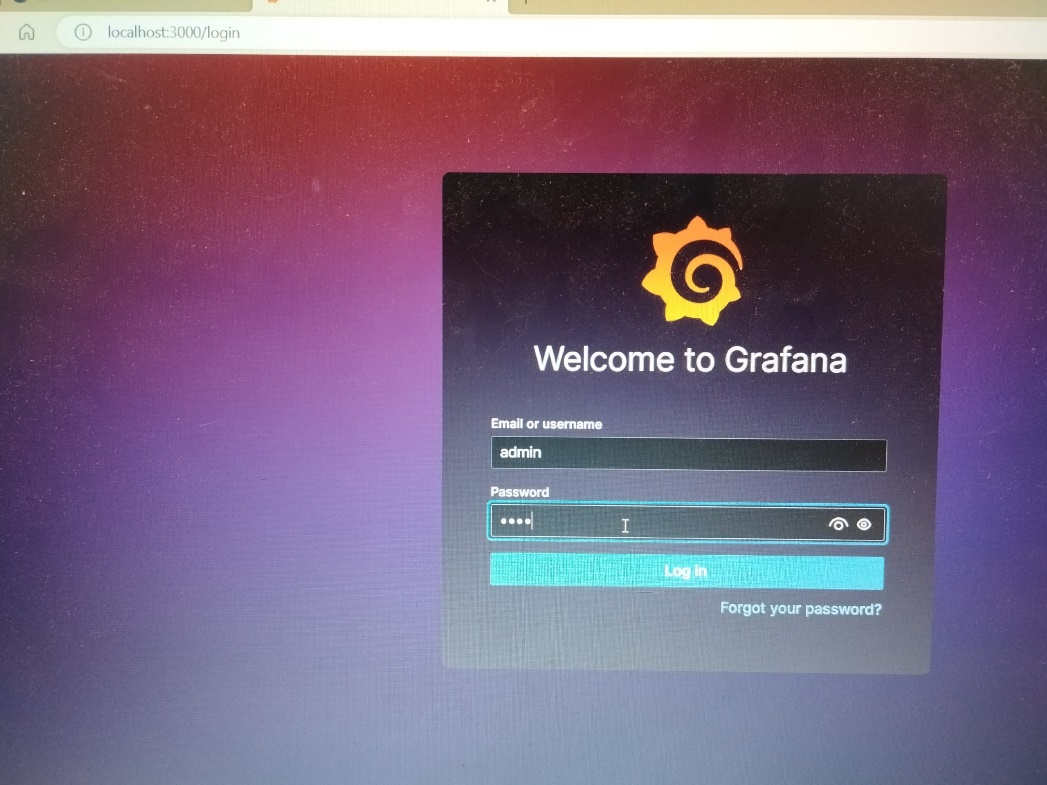 localhost:3000/login
Welcome to Grafana
Email or username
admin
Password
••••
Log in
Forgot your password?